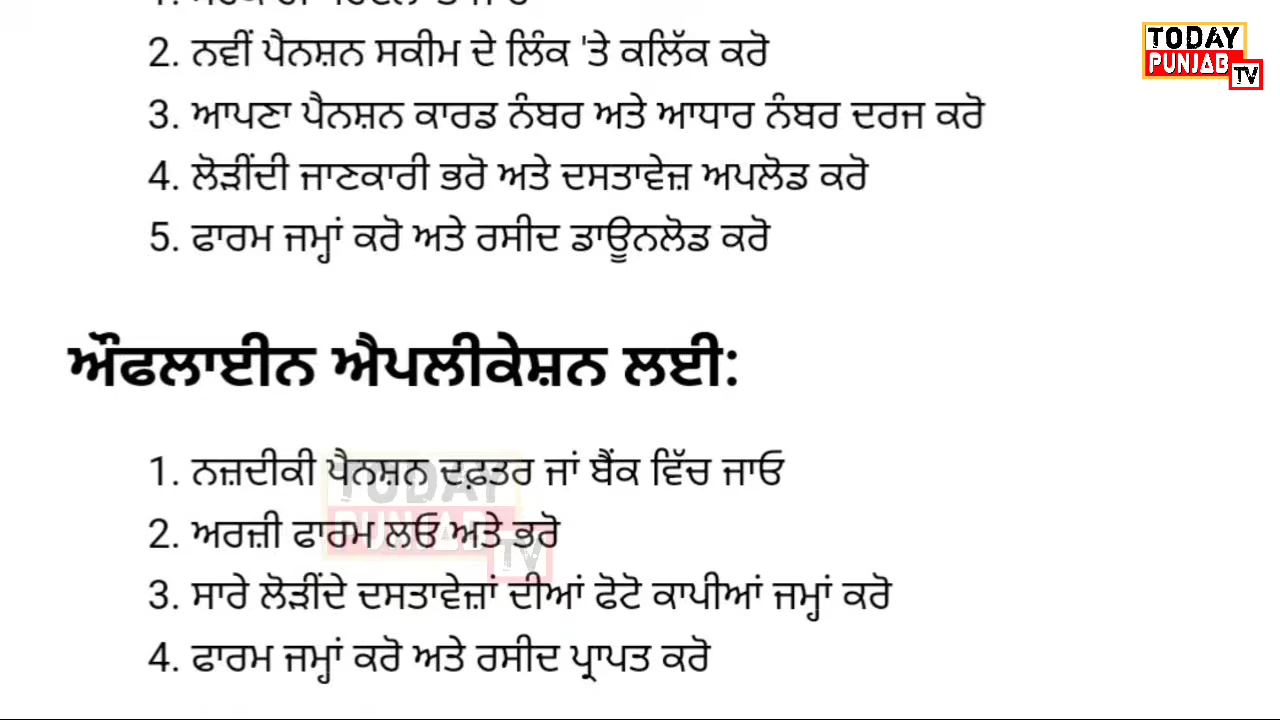 2. ਨਵੀਂ ਪੈਨਸ਼ਨ ਸਕੀਮ ਦੇ ਲਿੰਕ 'ਤੇ ਕਲਿੱਕ ਕਰੋ
3. ਆਪਣਾ ਪੈਨਸ਼ਨ ਕਾਰਡ ਨੰਬਰ ਅਤੇ ਆਧਾਰ ਨੰਬਰ ਦਰਜ ਕਰੋ
4. ਲੋੜੀਂਦੀ ਜਾਣਕਾਰੀ ਭਰੋ ਅਤੇ ਦਸਤਾਵੇਜ਼ ਅਪਲੋਡ ਕਰੋ
5. ਫਾਰਮ ਜਮ੍ਹਾਂ ਕਰੋ ਅਤੇ ਰਸੀਦ ਡਾਊਨਲੋਡ ਕਰੋ
ਔਫਲਾਈਨ ਐਪਲੀਕੇਸ਼ਨ ਲਈ:
1. ਨਜ਼ਦੀਕੀ ਪੈਨਸ਼ਨ ਦਫ਼ਤਰ ਜਾਂ ਬੈਂਕ ਵਿੱਚ ਜਾਓ
2. ਅਰਜ਼ੀ ਫਾਰਮ ਲਓ ਅਤੇ ਭਰੋ
3. ਸਾਰੇ ਲੋੜੀਂਦੇ ਦਸਤਾਵੇਜ਼ਾਂ ਦੀਆਂ ਫੋਟੋ ਕਾਪੀਆਂ ਜਮ੍ਹਾਂ ਕਰੋ
4. ਫਾਰਮ ਜਮ੍ਹਾਂ ਕਰੋ ਅਤੇ ਰਸੀਦ ਪ੍ਰਾਪਤ ਕਰੋ
TODAY
PUNJAB
TV
TODAY
PUNJAB
TV